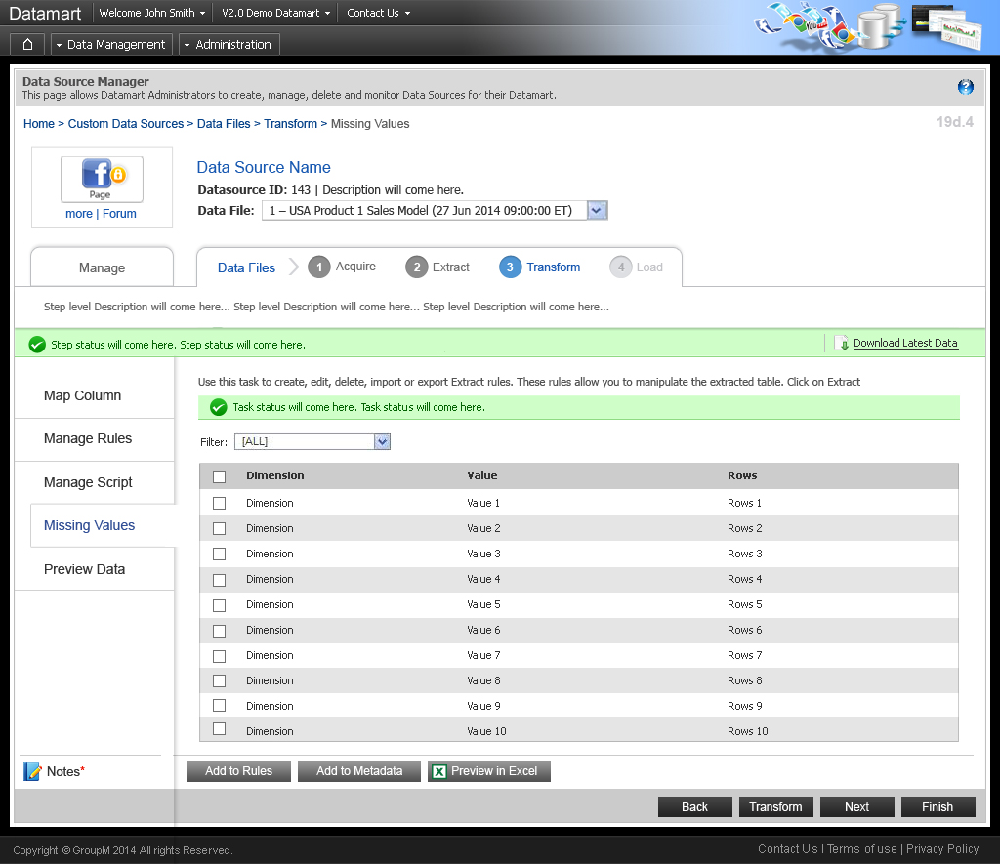 Datamart Welcome John Smith V2.0 Demo Datamart Contact Us
Data Management Administration
You
Data Source Manager
This page allows Datamart Administrators to create, manage, delete and monitor Data Sources for their Datamart.
?
Home > Custom Data Sources > Data Files > Transform > Missing Values
19d.4
Page
more | Forum
Data Source Name
Datasource ID: 143 | Description will come here.
Data File: 1 – USA Product 1 Sales Model (27 Jun 2014 09:00:00 ET)
Manage Data Files 1 Acquire 2 Extract 3 Transform 4 Load
Step level Description will come here... Step level Description will come here... Step level Description will come here...
Step status will come here. Step status will come here. Download Latest Data
Map Column
Manage Rules
Manage Script
Missing Values
Preview Data
Use this task to create, edit, delete, import or export Extract rules. These rules allow you to manipulate the extracted table. Click on Extract
Task status will come here. Task status will come here.
Filter: [ALL]
Dimension Value Rows
Dimension Value 1 Rows 1
Dimension Value 2 Rows 2
Dimension Value 3 Rows 3
Dimension Value 4 Rows 4
Dimension Value 5 Rows 5
Dimension Value 6 Rows 6
Dimension Value 7 Rows 7
Dimension Value 8 Rows 8
Dimension Value 9 Rows 9
Dimension Value 10 Rows 10
Notes* Add to Rules Add to Metadata Preview in Excel
Back Transform Next Finish
Copyright © GroupM 2014 All rights Reserved. Contact Us | Terms of use | Privacy Policy